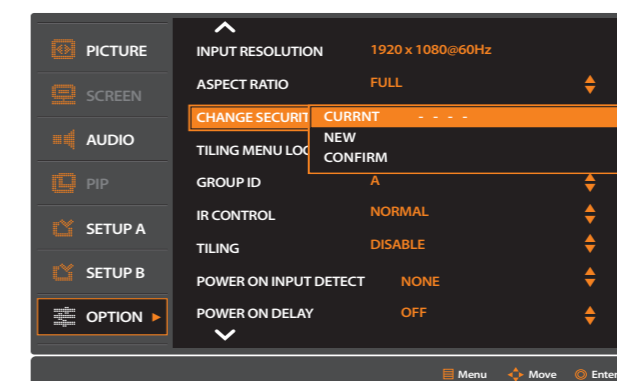 PICTURE
SCREEN
AUDIO
PIP
SETUP A
SETUP B
OPTION
INPUT RESOLUTION 1920 x 1080@60Hz
ASPECT RATIO FULL
CHANGE SECURIT
CURRNT - - - -
NEW
CONFIRM
TILING MENU LOC
GROUP ID A
IR CONTROL NORMAL
TILING DISABLE
POWER ON INPUT DETECT NONE
POWER ON DELAY OFF
Menu Move Enter